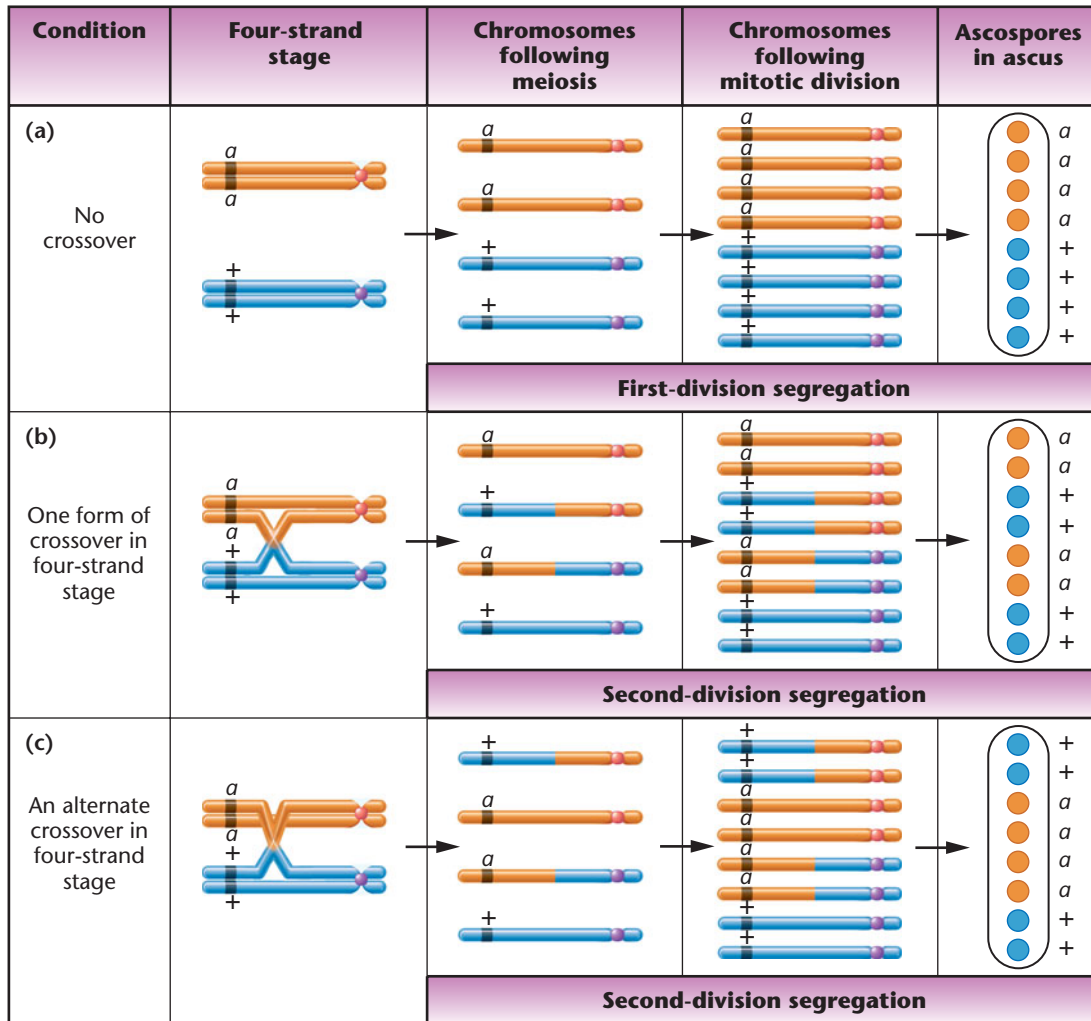 Condition
Four-strand
stage
Chromosomes
following
meiosis
Chromosomes
following
mitotic division
Ascospores
in ascus
(a)
No
crossover
a
a
+
+
a
a
+
+
a
a
a
a
+
+
+
+
a
a
a
a
+
+
+
+
First-division segregation
(b)
One form of
crossover in
four-strand
stage
a
a
+
+
a
+
a
+
a
a
+
+
a
a
+
+
a
a
+
+
a
a
+
+
Second-division segregation
(c)
An alternate
crossover in
four-strand
stage
a
a
+
+
+
a
a
+
+
+
a
a
a
a
+
+
+
+
a
a
a
a
+
+
Second-division segregation